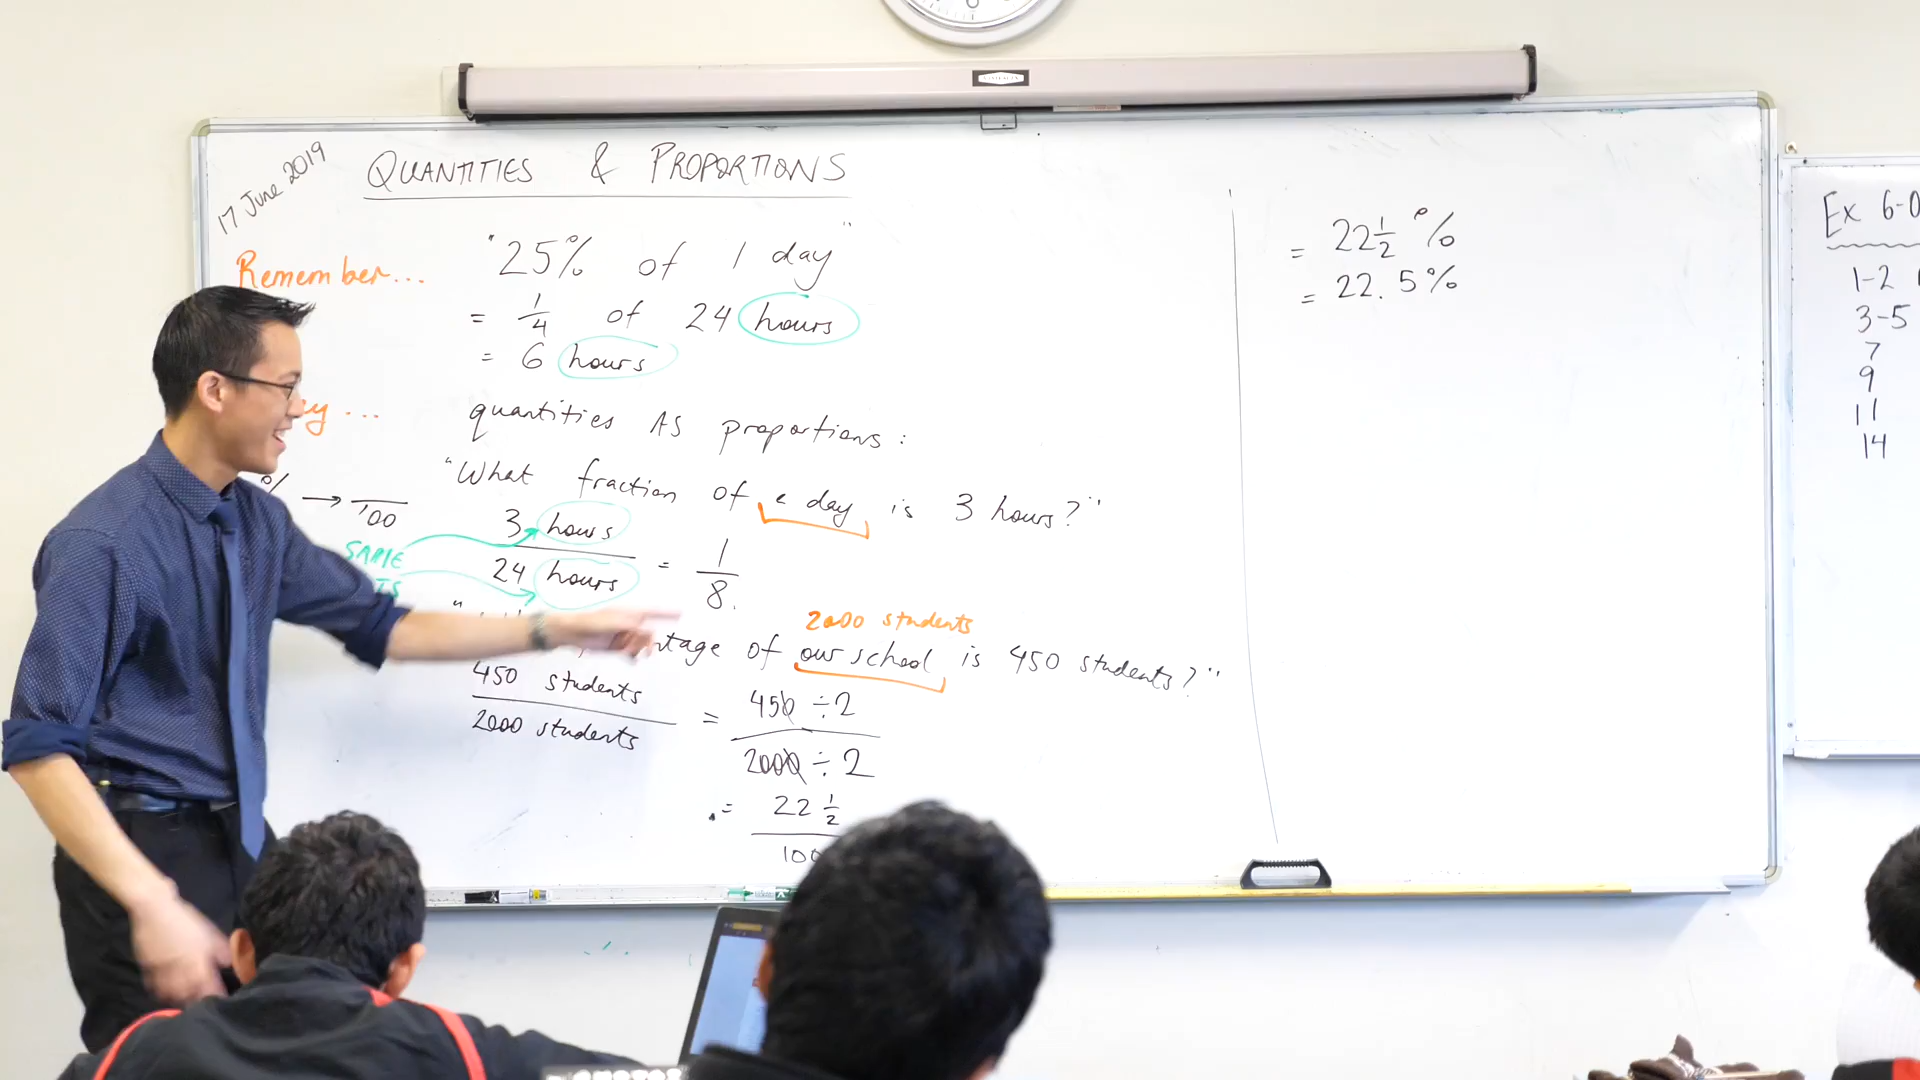 17 June 2019
QUANTITIES & PROPORTIONS
Remember...
"25% of 1 day"
= 1/4 of 24 hours
= 6 hours
quantities AS proportions:
"What fraction of a day is 3 hours?"
% → /100
SAME
3 hours / 24 hours = 1/8.
2000 students
of our school is 450 students?"
450 students / 2000 students = 450 ÷ 2 / 2000 ÷ 2
= 22 1/2 / 100
= 22 1/2 %
= 22.5%
Ex 6-0
1-2
3-5
7
9
11
14